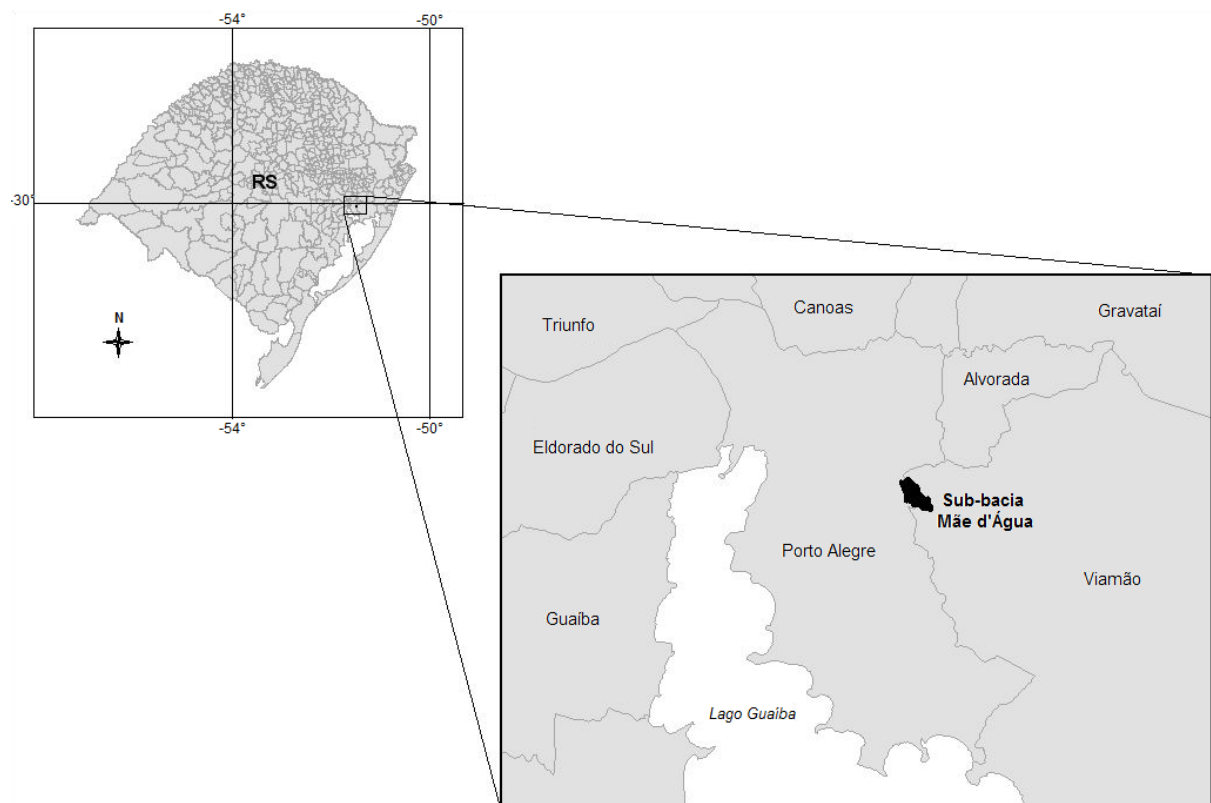 -54°
-50°
RS
-30°
N
-54°
-50°
Canoas
Gravataí
Triunfo
Alvorada
Eldorado do Sul
Sub-bacia
Mãe d'Água
Porto Alegre
Viamão
Guaíba
Lago Guaíba